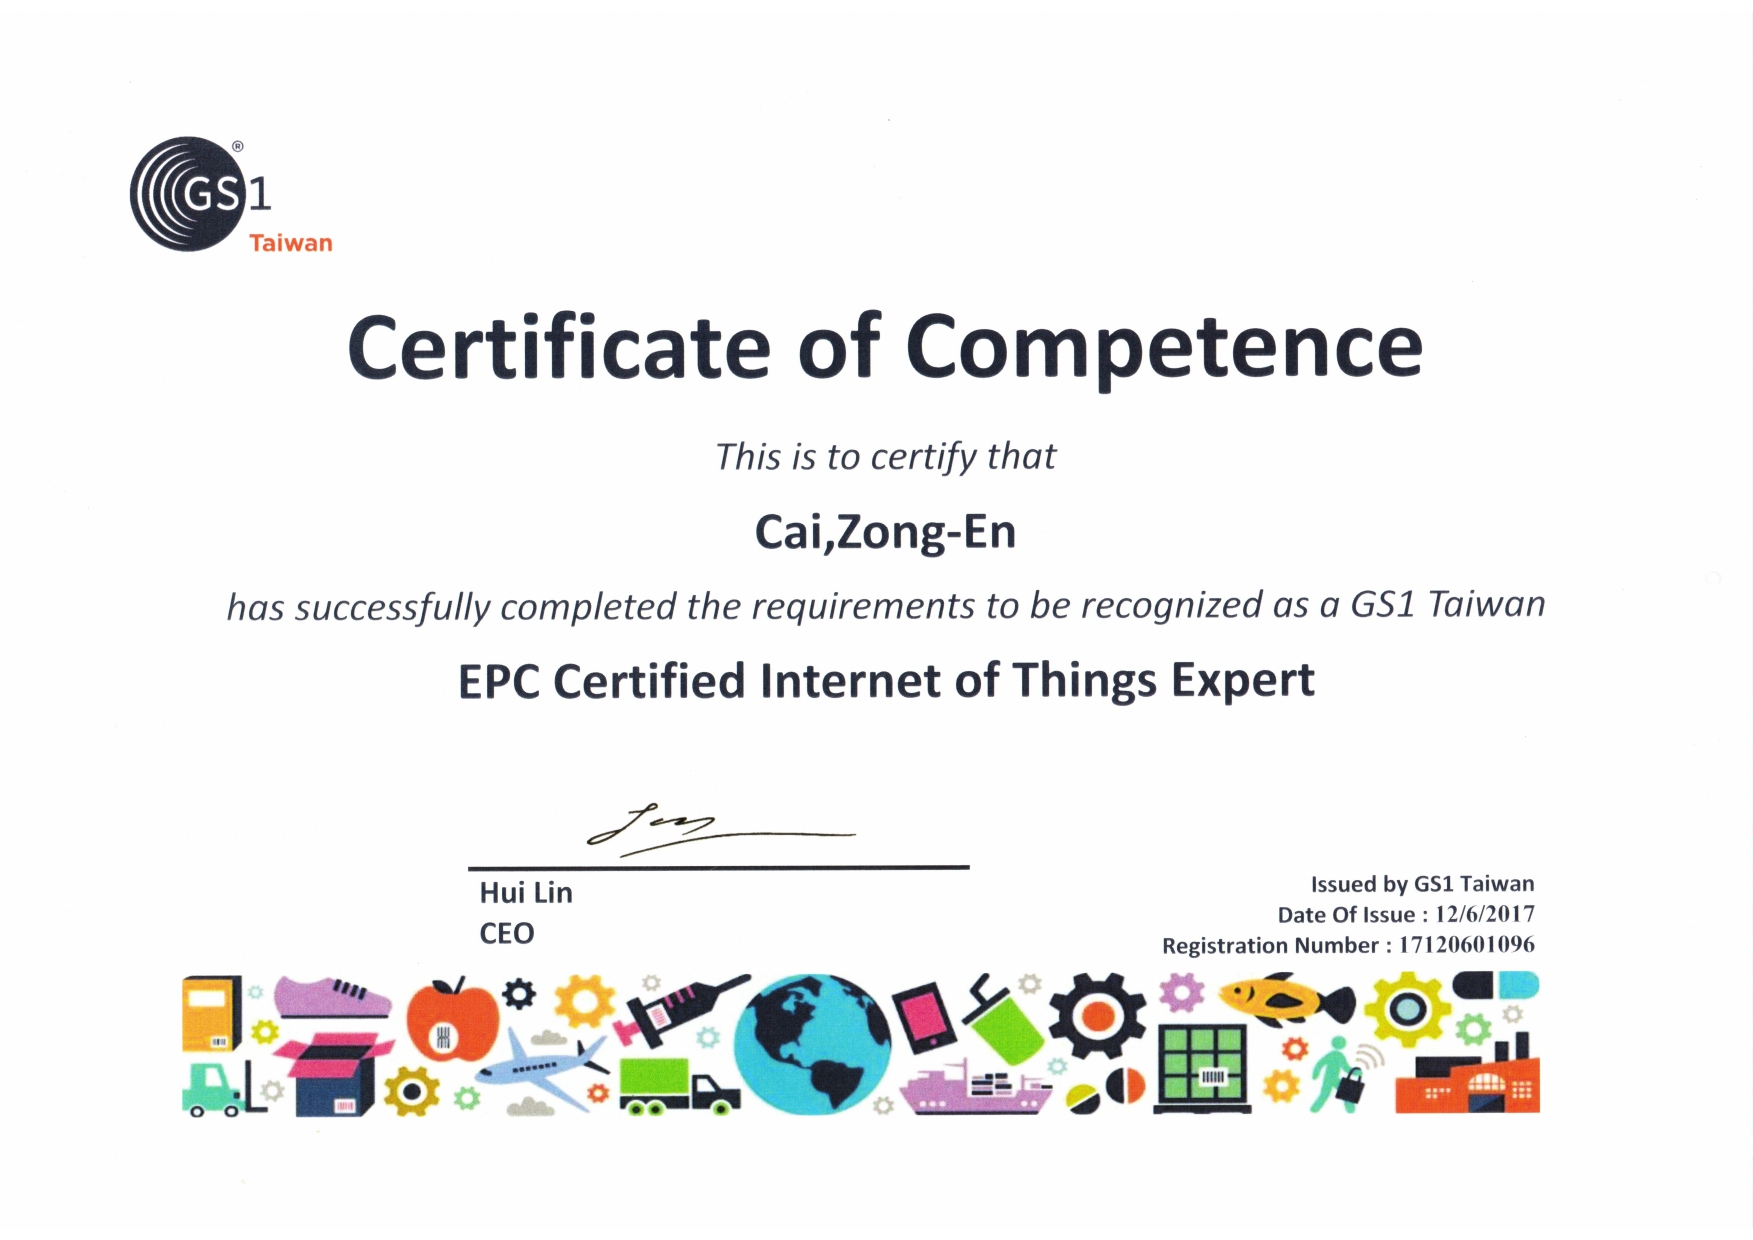 GS1 ®
Taiwan
Certificate of Competence
This is to certify that
Cai,Zong-En
has successfully completed the requirements to be recognized as a GS1 Taiwan
EPC Certified Internet of Things Expert
Hui Lin
CEO
Issued by GS1 Taiwan
Date Of Issue : 12/6/2017
Registration Number : 17120601096